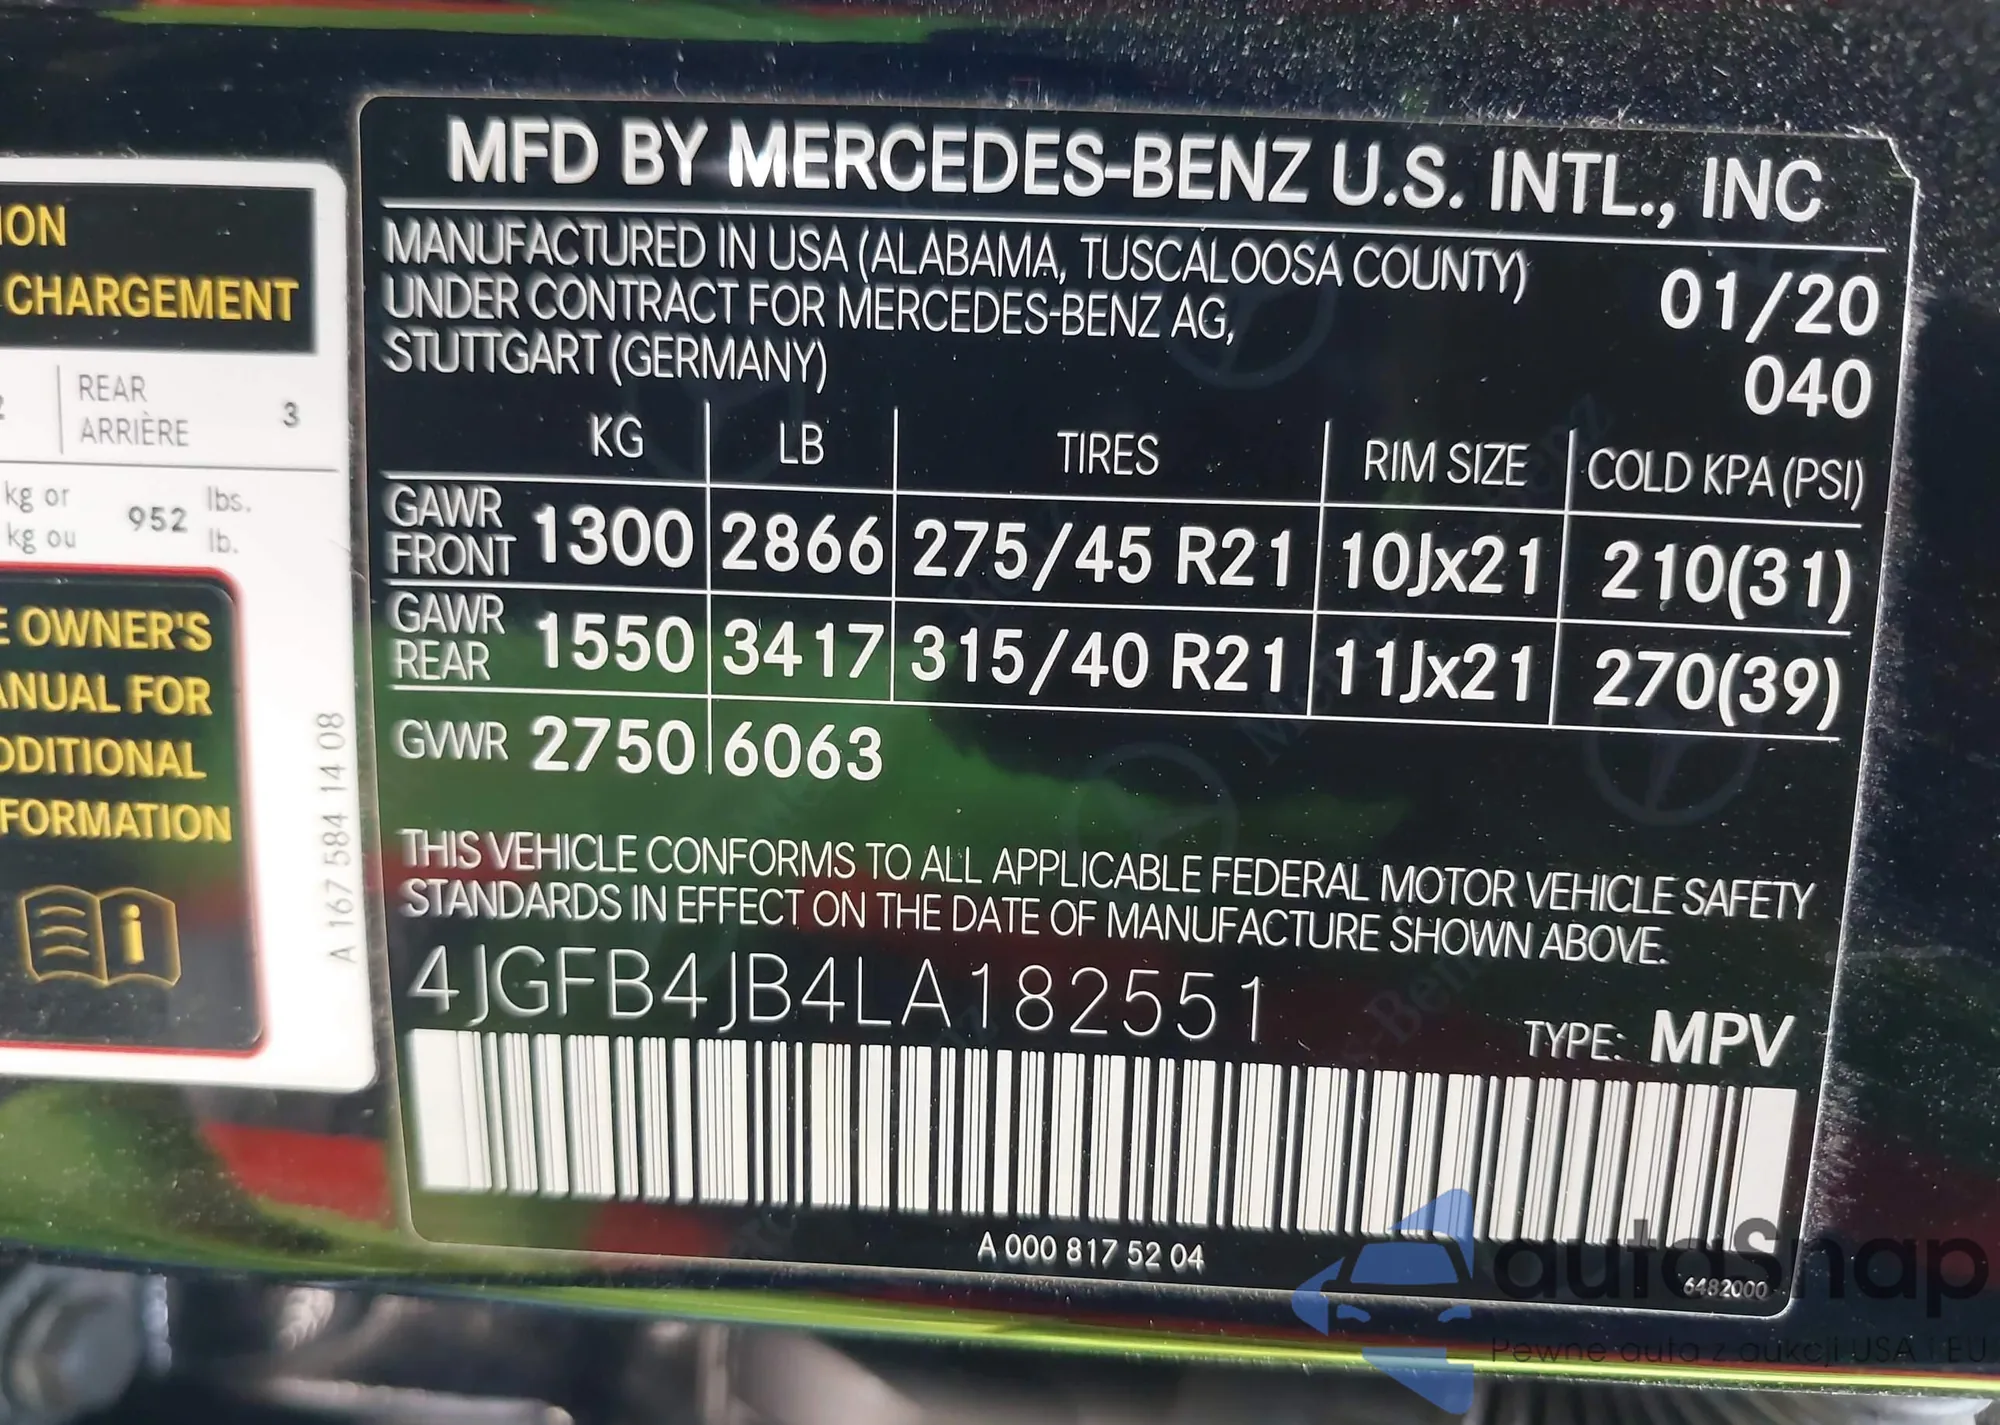 ION
CHARGEMENT
REAR
ARRIÈRE 3
kg or
kg ou 952 lbs.
lb.
E OWNER'S
ANUAL FOR
DDITIONAL
FORMATION
A 167 584 14 08
MFD BY MERCEDES-BENZ U.S. INTL., INC
MANUFACTURED IN USA (ALABAMA, TUSCALOOSA COUNTY) 01/20
UNDER CONTRACT FOR MERCEDES-BENZ AG,
STUTTGART (GERMANY) 040
KG LB TIRES RIM SIZE COLD KPA (PSI)
GAWR FRONT 1300 2866 275/45 R21 10Jx21 210(31)
GAWR REAR 1550 3417 315/40 R21 11Jx21 270(39)
GVWR 2750 6063
THIS VEHICLE CONFORMS TO ALL APPLICABLE FEDERAL MOTOR VEHICLE SAFETY
STANDARDS IN EFFECT ON THE DATE OF MANUFACTURE SHOWN ABOVE.
4JGFB4JB4LA182551
TYPE: MPV
A 000 817 52 04
6482000
autoSnap
Pewne auto z aukcji USA i EU